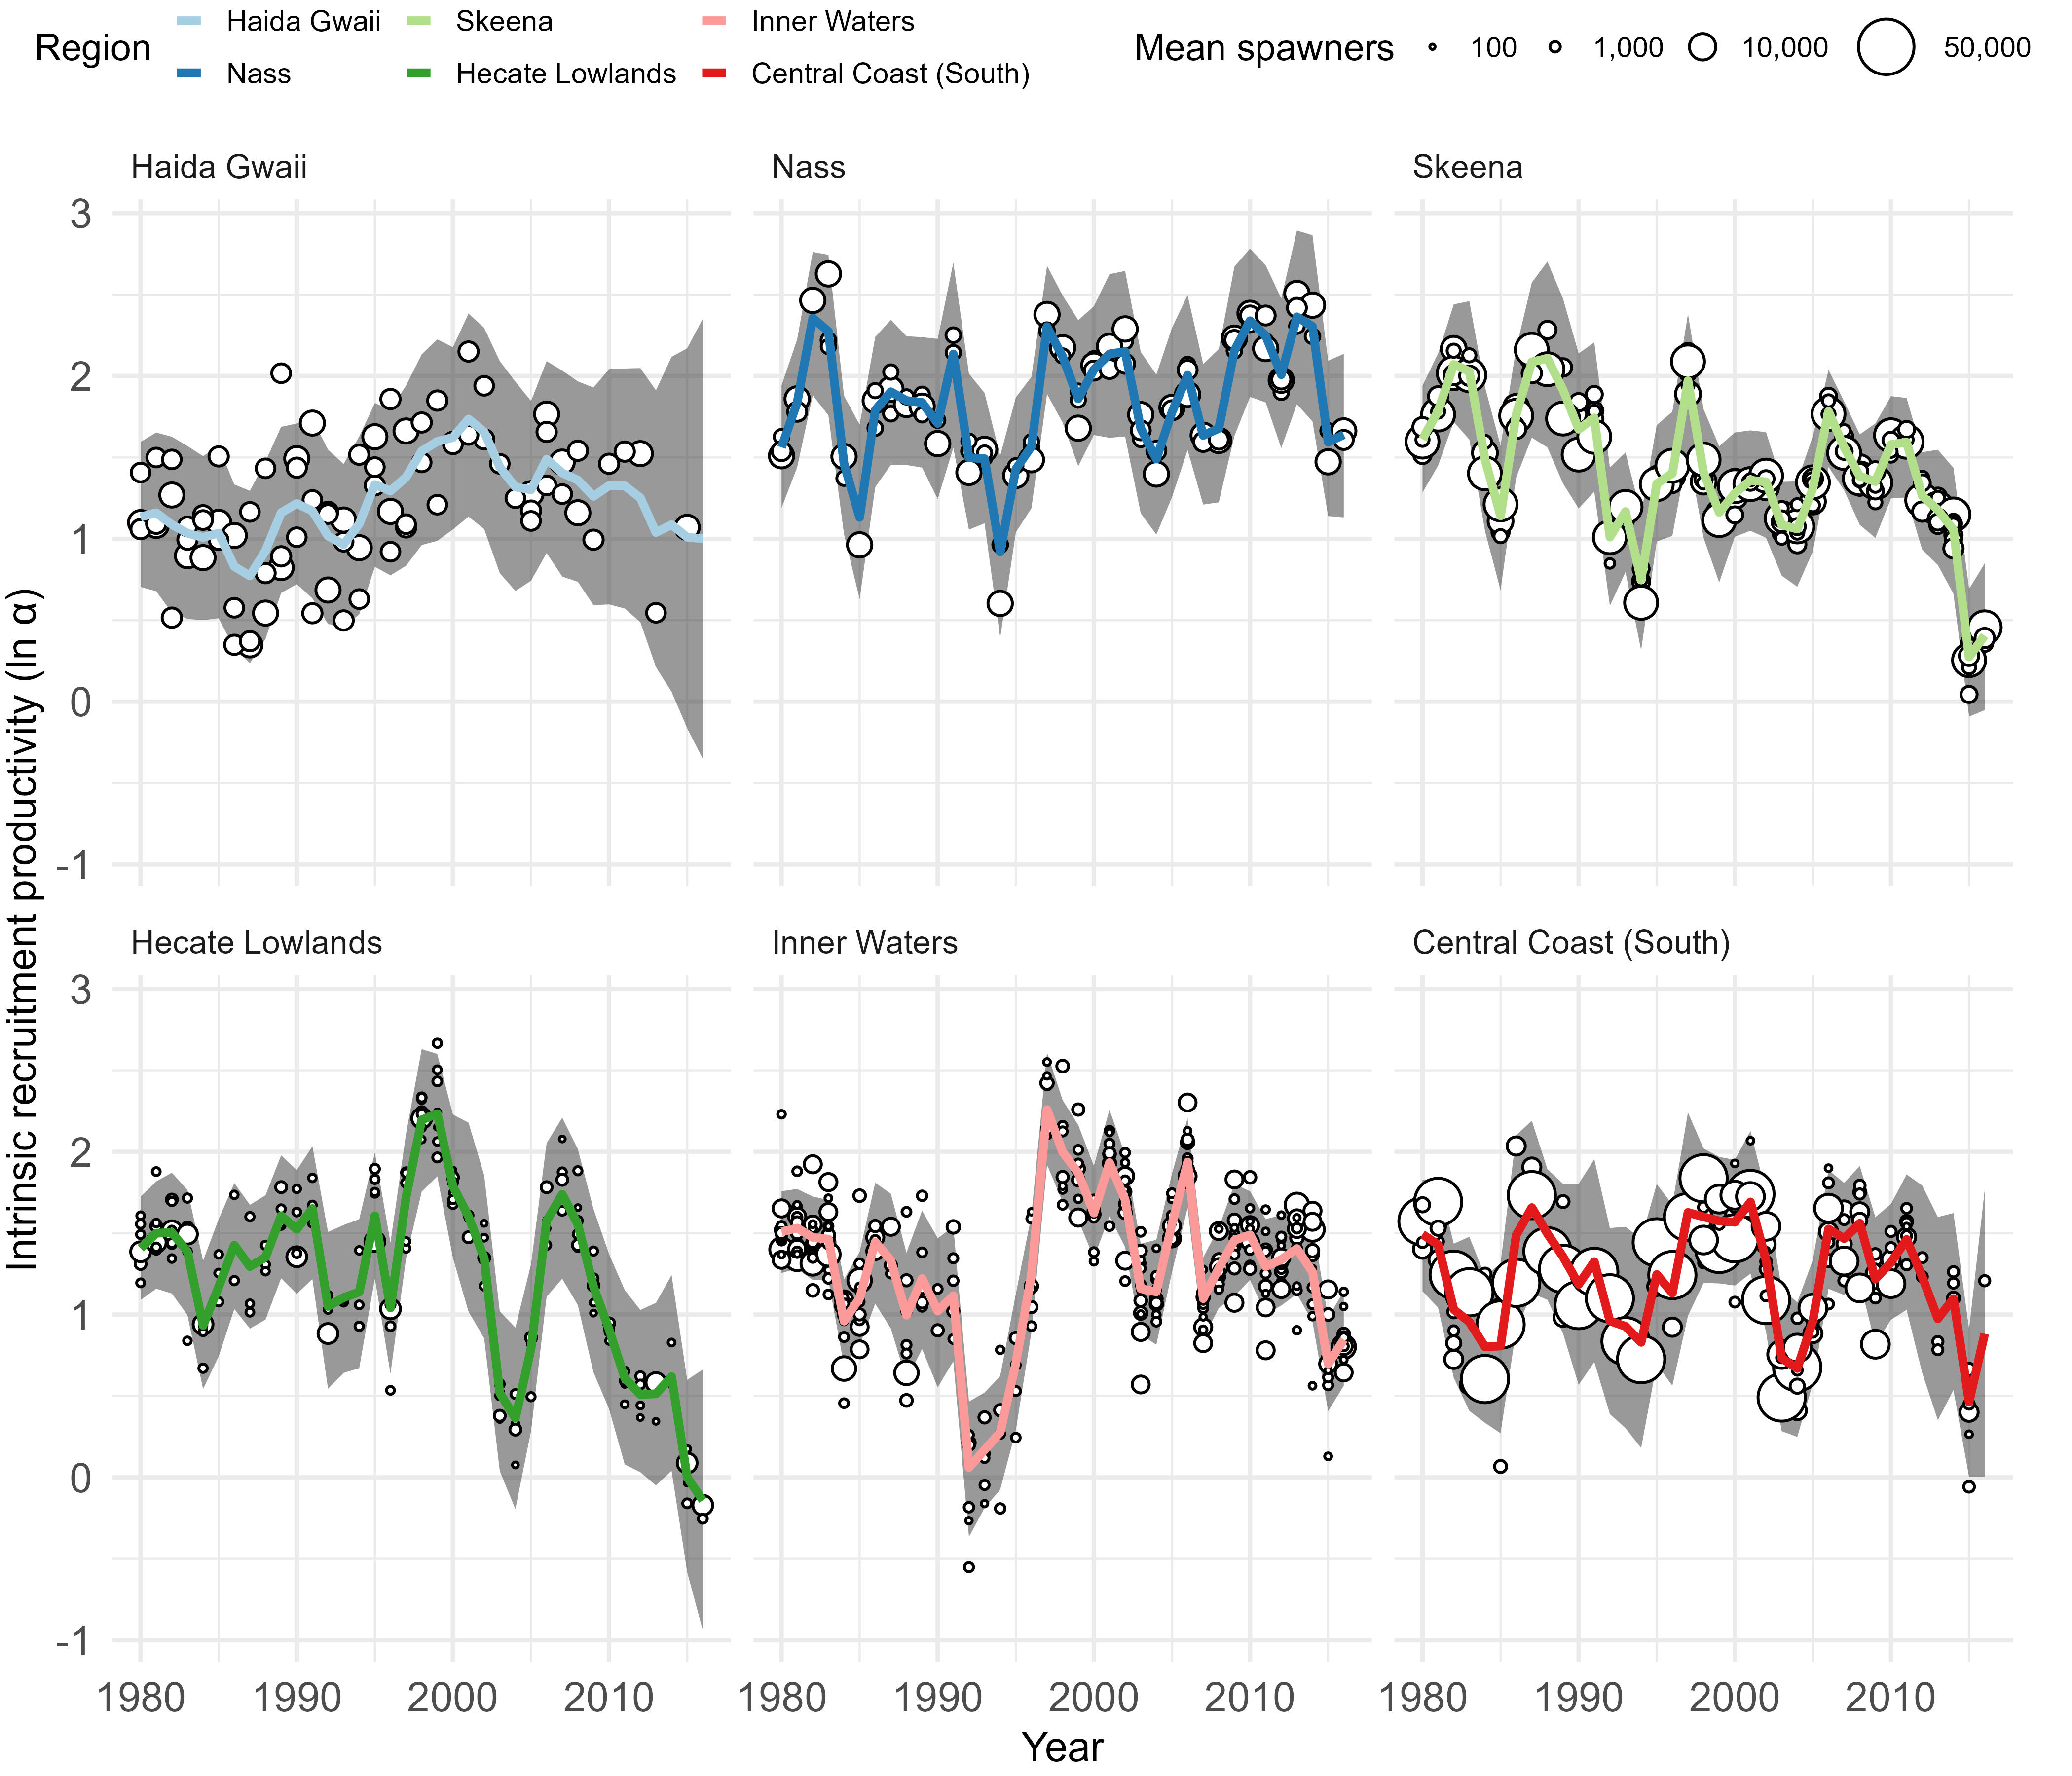 Region
Haida Gwaii Skeena Inner Waters
Nass Hecate Lowlands Central Coast (South)
Mean spawners 100 1,000 10,000 50,000
Haida Gwaii Nass Skeena
3
2
1
0
-1
Hecate Lowlands Inner Waters Central Coast (South)
3
2
1
0
-1
1980 1990 2000 2010 1980 1990 2000 2010 1980 1990 2000 2010
Year
Intrinsic recruitment productivity (ln α)